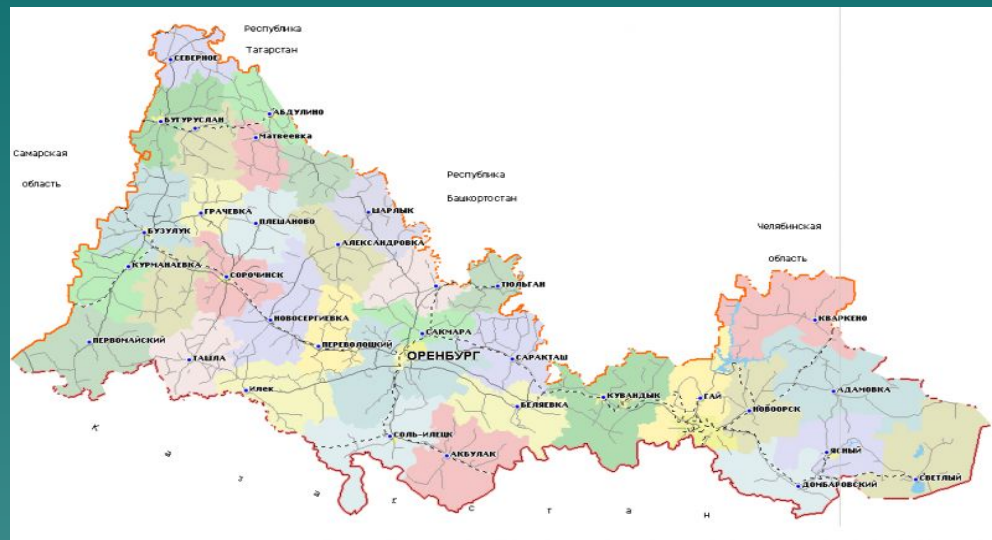 Республика
Татарстан
СЕВЕРНОЕ
АБДУЛИНО
БУГУРУСЛАН
Матвеевка
Самарская
область
Республика
Башкортостан
ШАРЛЫК
ГРАЧЕВКА
ПЛЕШАНОВО
Челябинская
область
БУЗУЛУК
АЛЕКСАНДРОВКА
КУРМАНАЕВКА
СОРОЧИНСК
ТЮЛЬГАН
НОВОСЕРГИЕВКА
КВАРКЕНО
САКМАРА
ПЕРВОМАЙСКИЙ
ПЕРЕВОЛОЦКИЙ
ОРЕНБУРГ
ТАШЛА
САРАКТАШ
Илек
АДАМОВКА
БЕЛЯЕВКА
КУВАНДЫК
ГАЙ
НОВООРСК
СОЛЬ-ИЛЕЦК
АКБУЛАК
ЯСНЫЙ
ДОМБАРОВСКИЙ
СВЕТЛЫЙ
К а з а х с т а н